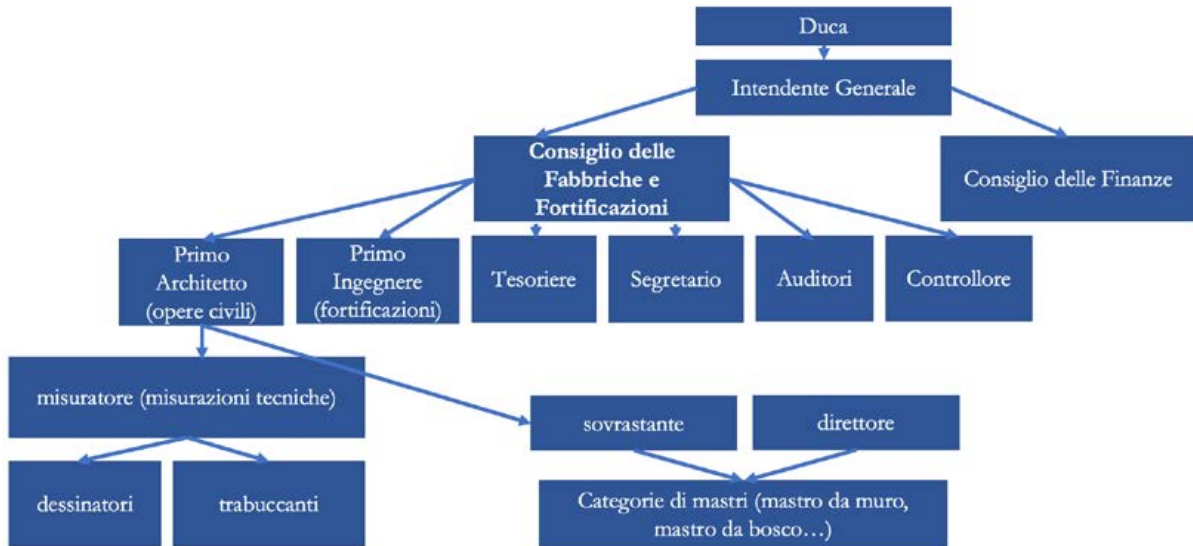 Duca
Intendente Generale
Consiglio delle
Fabbriche e
Fortificazioni
Consiglio delle Finanze
Primo
Architetto
(opere civili)
Primo
Ingegnere
(fortificazioni)
Tesoriere
Segretario
Auditori
Controllore
misuratore (misurazioni tecniche)
sovrastante
direttore
dessinatori
trabuccanti
Categorie di mastri (mastro da muro,
mastro da bosco…)